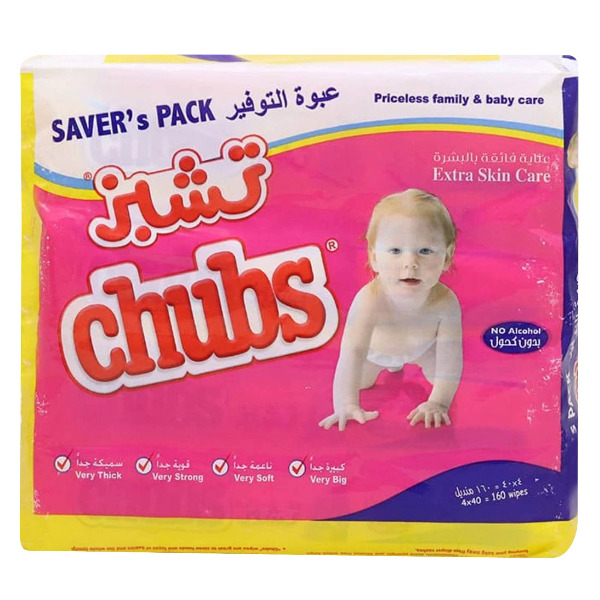 SAVER's PACK عبوة التوفير
Priceless family & baby care
تشبز®
عناية فائقة بالبشرة
Extra Skin Care
chubs®
NO Alcohol
بدون كحول
سميكة جداً
Very Thick
قوية جداً
Very Strong
ناعمة جداً
Very Soft
كبيرة جداً
Very Big
٤×٤٠ = ١٦٠ منديل
4x40 = 160 wipes